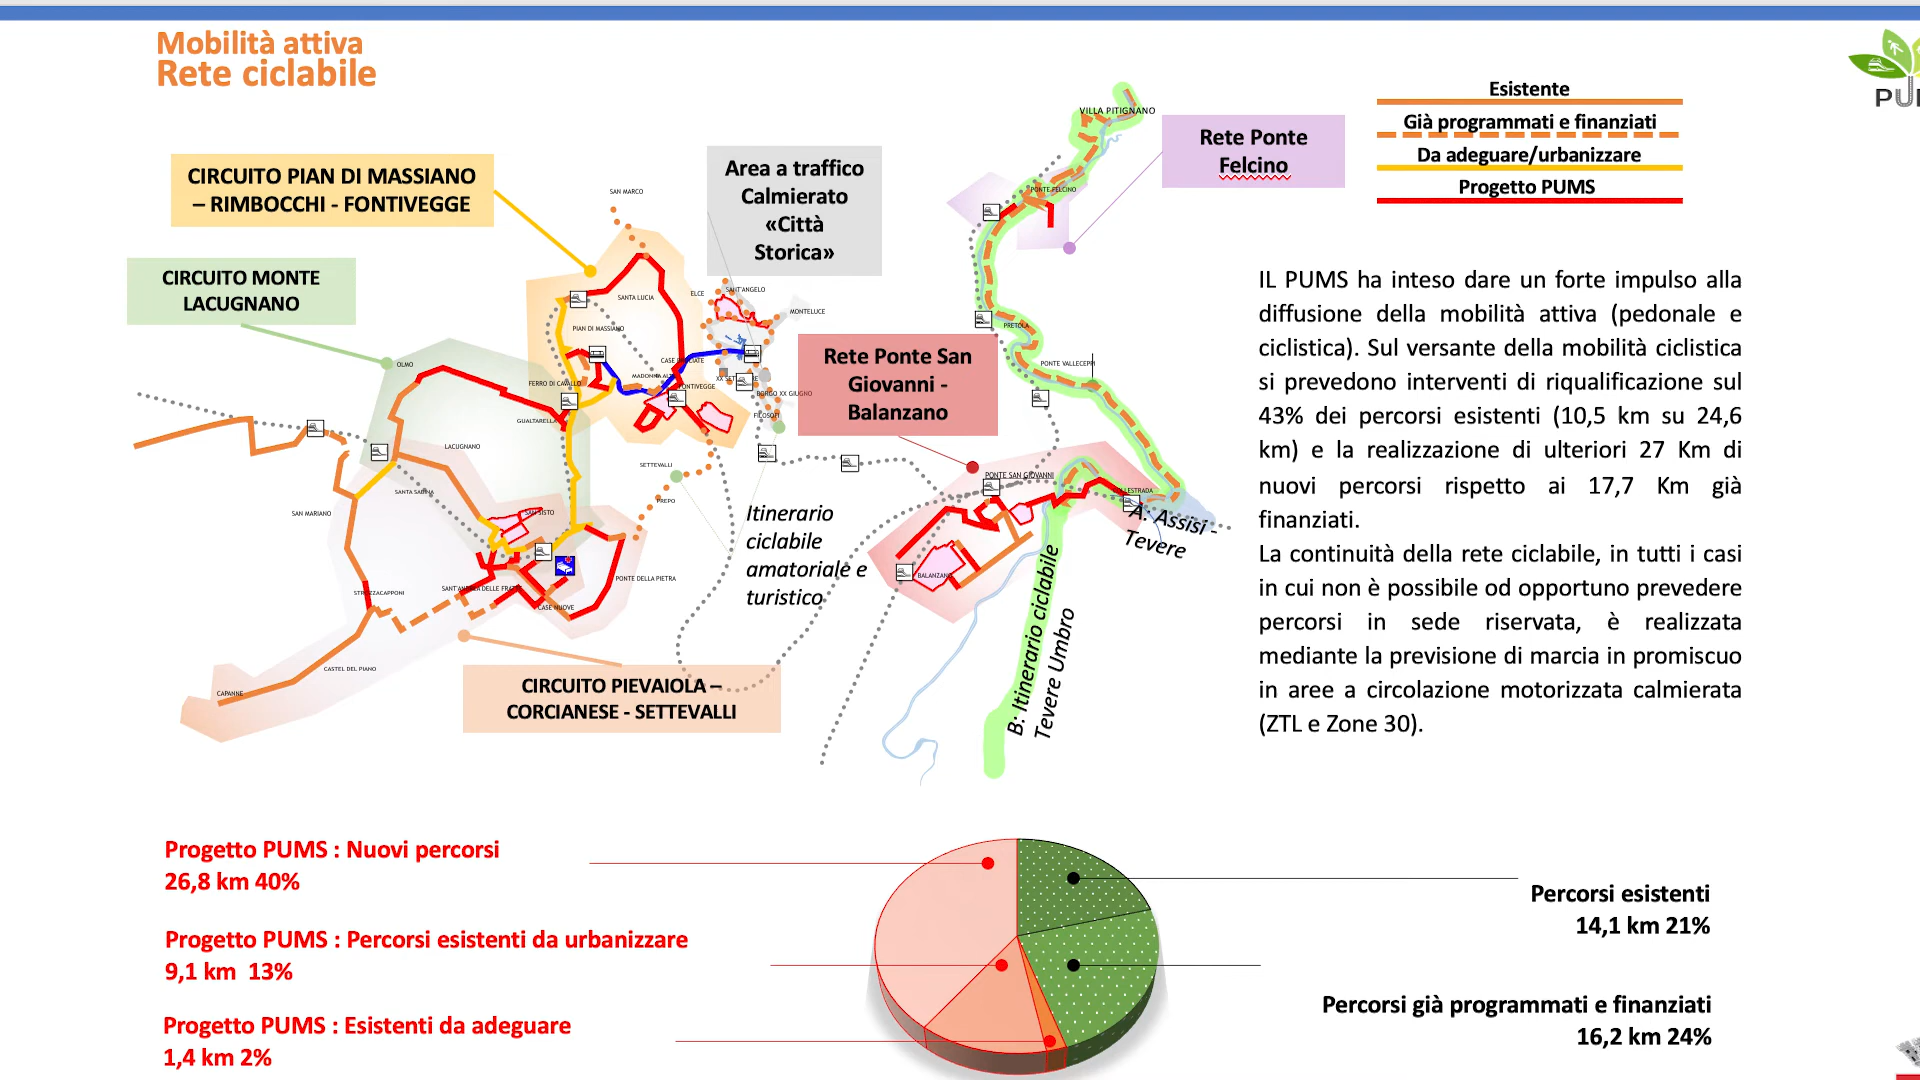 Mobilità attiva
Rete ciclabile
Esistente
Già programmati e finanziati
Da adeguare/urbanizzare
Progetto PUMS
VILLA PITIGNANO
Rete Ponte
Felcino
CIRCUITO PIAN DI MASSIANO
– RIMBOCCHI - FONTIVEGGE
Area a traffico
Calmierato
«Città
Storica»
SAN MARCO
PONTE FELCINO
CIRCUITO MONTE
LACUGNANO
SANTA LUCIA
ELCE
SANT'ANGELO
MONTELUCE
PIAN DI MASSIANO
PRETOLA
OLMO
PONTE VALLECEPPI
Rete Ponte San
Giovanni -
Balanzano
FERRO DI CAVALLO
FONTIVEGGE
BORGO XX GIUGNO
FILOSOFI
GUALTARELLA
LACUGNANO
SETTEVALLI
PONTE SAN GIOVANNI
SANTA SABINA
PREPO
SAN MARIANO
SAN SISTO
Itinerario
ciclabile
amatoriale e
turistico
A: Assisi -
Tevere
BALANZANO
PONTE DELLA PIETRA
SANT'ANDREA DELLE FRATTE
CASE NUOVE
CASTEL DEL PIANO
CAPANNE
B: Itinerario ciclabile
Tevere Umbro
CIRCUITO PIEVAIOLA –
CORCIANESE - SETTEVALLI
IL PUMS ha inteso dare un forte impulso alla
diffusione della mobilità attiva (pedonale e
ciclistica). Sul versante della mobilità ciclistica
si prevedono interventi di riqualificazione sul
43% dei percorsi esistenti (10,5 km su 24,6
km) e la realizzazione di ulteriori 27 Km di
nuovi percorsi rispetto ai 17,7 Km già
finanziati.
La continuità della rete ciclabile, in tutti i casi
in cui non è possibile od opportuno prevedere
percorsi in sede riservata, è realizzata
mediante la previsione di marcia in promiscuo
in aree a circolazione motorizzata calmierata
(ZTL e Zone 30).
Progetto PUMS : Nuovi percorsi
26,8 km 40%
Progetto PUMS : Percorsi esistenti da urbanizzare
9,1 km 13%
Progetto PUMS : Esistenti da adeguare
1,4 km 2%
Percorsi esistenti
14,1 km 21%
Percorsi già programmati e finanziati
16,2 km 24%